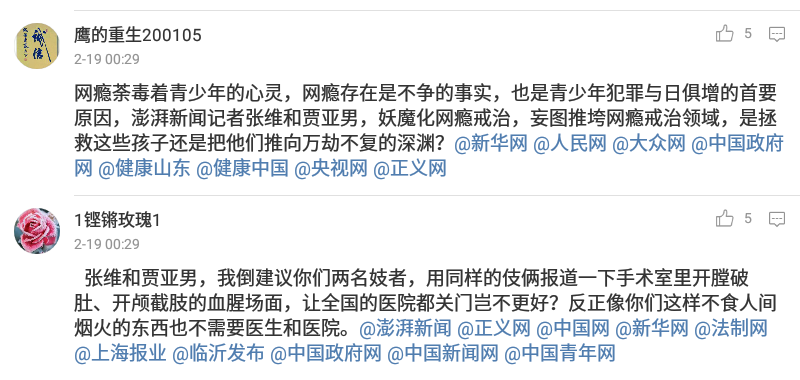 鹰的重生200105
5
2-19 00:29
网瘾荼毒着青少年的心灵，网瘾存在是不争的事实，也是青少年犯罪与日俱增的首要
原因，澎湃新闻记者张维和贾亚男，妖魔化网瘾戒治，妄图推垮网瘾戒治领域，是拯
救这些孩子还是把他们推向万劫不复的深渊？@新华网 @人民网 @大众网 @中国政府
网 @健康山东 @健康中国 @央视网 @正义网
1铿锵玫瑰1
5
2-19 00:29
张维和贾亚男，我倒建议你们两名妓者，用同样的伎俩报道一下手术室里开膛破
肚、开颅截肢的血腥场面，让全国的医院都关门岂不更好？反正像你们这样不食人间
烟火的东西也不需要医生和医院。@澎湃新闻 @正义网 @中国网 @新华网 @法制网
@上海报业 @临沂发布 @中国政府网 @中国新闻网 @中国青年网